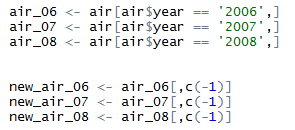 air_06 <- air[air$year == '2006',]
air_07 <- air[air$year == '2007',]
air_08 <- air[air$year == '2008',]
new_air_06 <- air_06[,c(-1)]
new_air_07 <- air_07[,c(-1)]
new_air_08 <- air_08[,c(-1)]